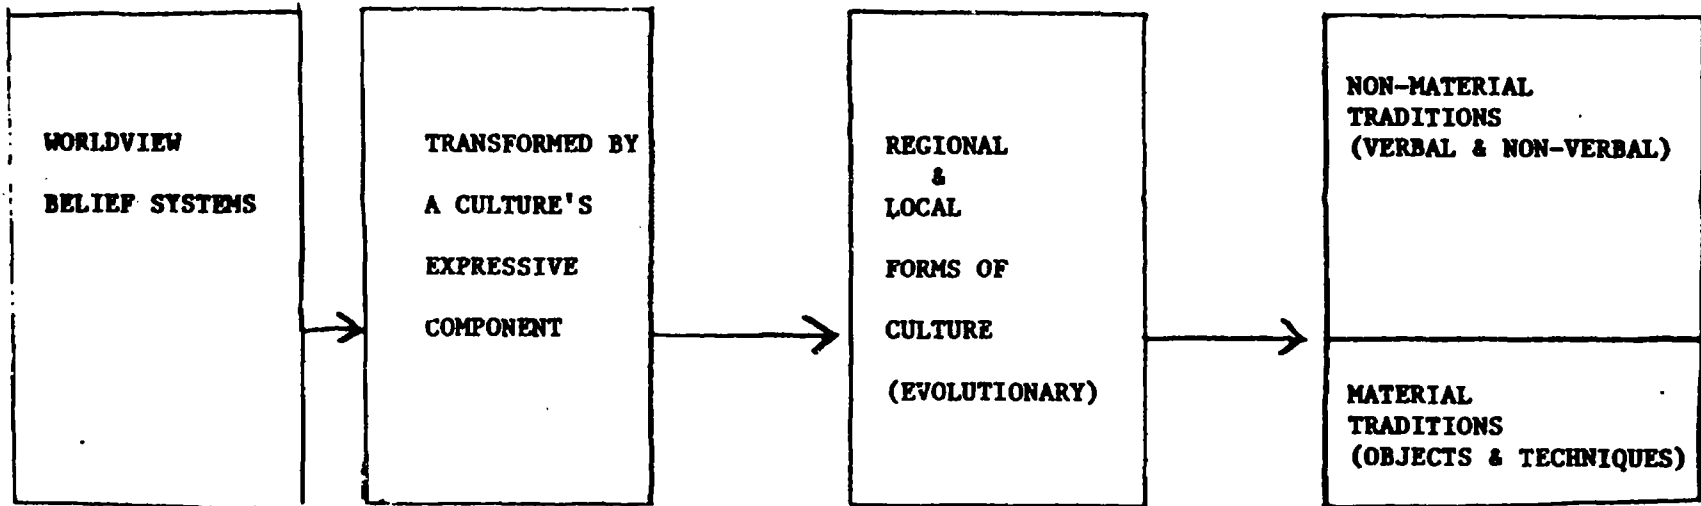 WORLDVIEW
BELIEF SYSTEMS
TRANSFORMED BY
A CULTURE'S
EXPRESSIVE
COMPONENT
REGIONAL
&
LOCAL
FORMS OF
CULTURE
(EVOLUTIONARY)
NON-MATERIAL
TRADITIONS
(VERBAL & NON-VERBAL)
MATERIAL
TRADITIONS
(OBJECTS & TECHNIQUES)